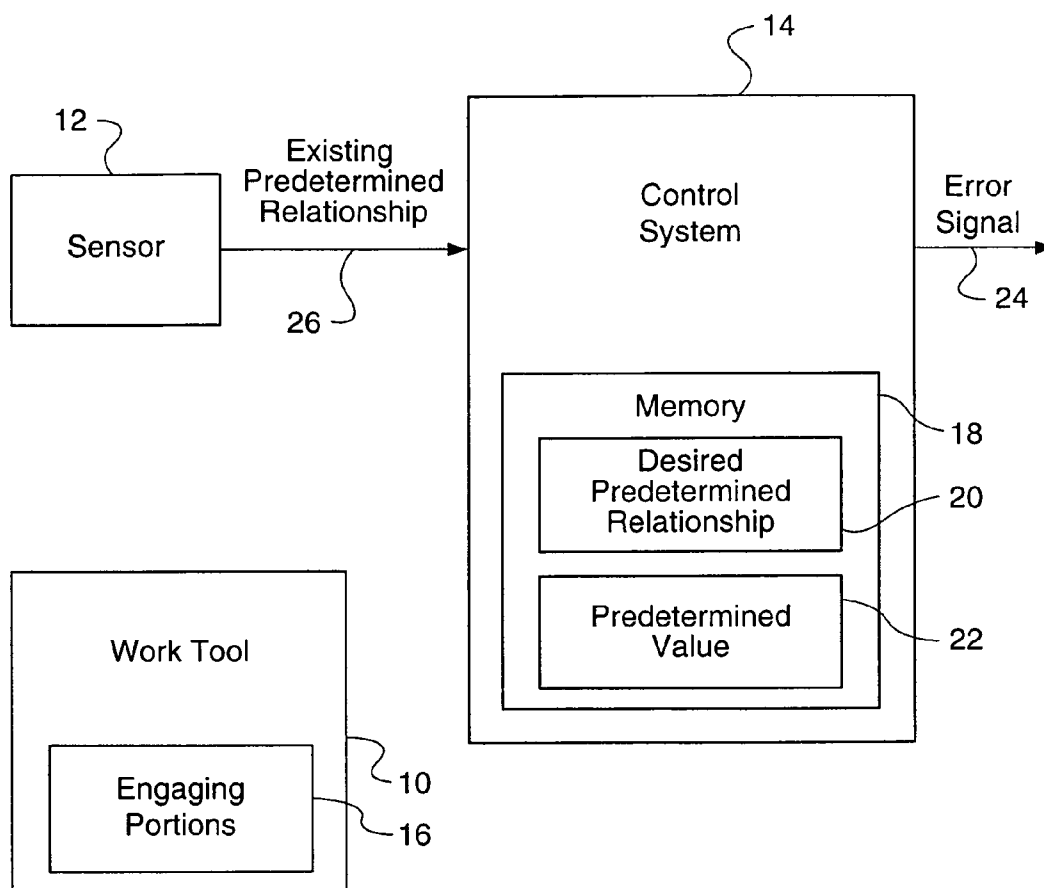 14
12
Existing
Predetermined
Relationship
Sensor
26
Control
System
Error
Signal
24
Memory
18
Desired
Predetermined
Relationship
20
Predetermined
Value
22
Work Tool
10
Engaging
Portions
16